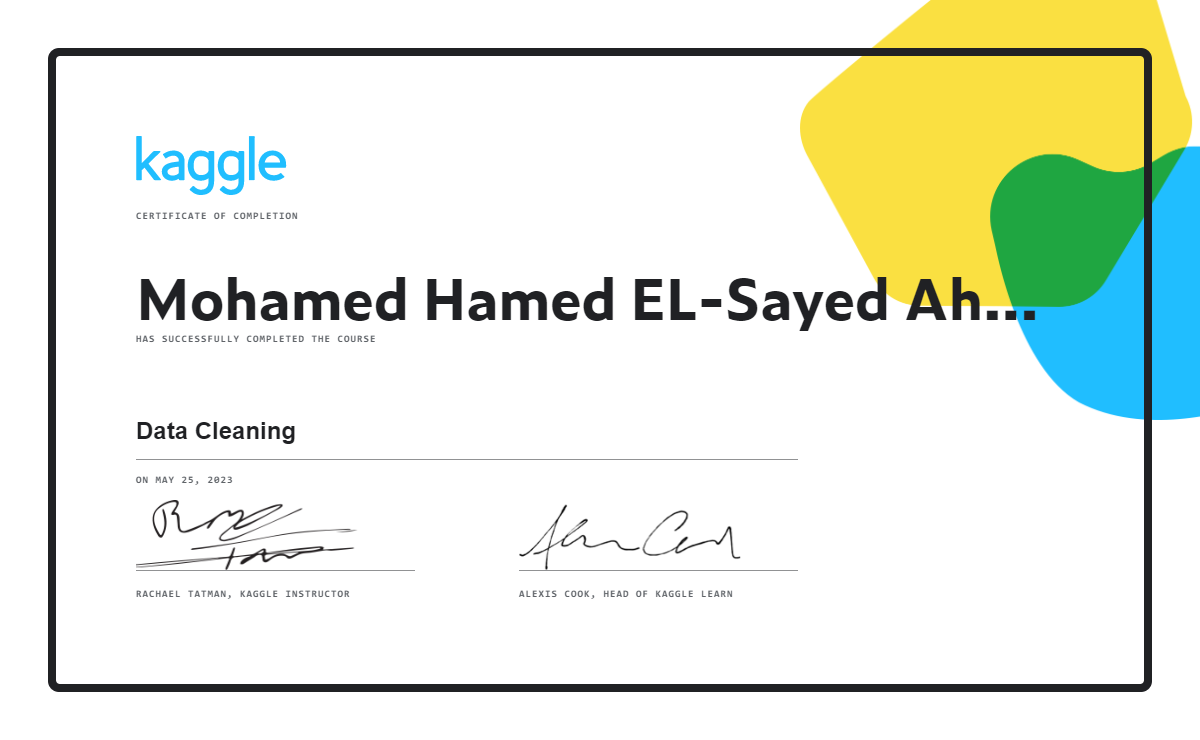 kaggle
CERTIFICATE OF COMPLETION
Mohamed Hamed EL-Sayed Ah...
HAS SUCCESSFULLY COMPLETED THE COURSE
Data Cleaning
ON MAY 25, 2023
RACHAEL TATMAN, KAGGLE INSTRUCTOR
ALEXIS COOK, HEAD OF KAGGLE LEARN